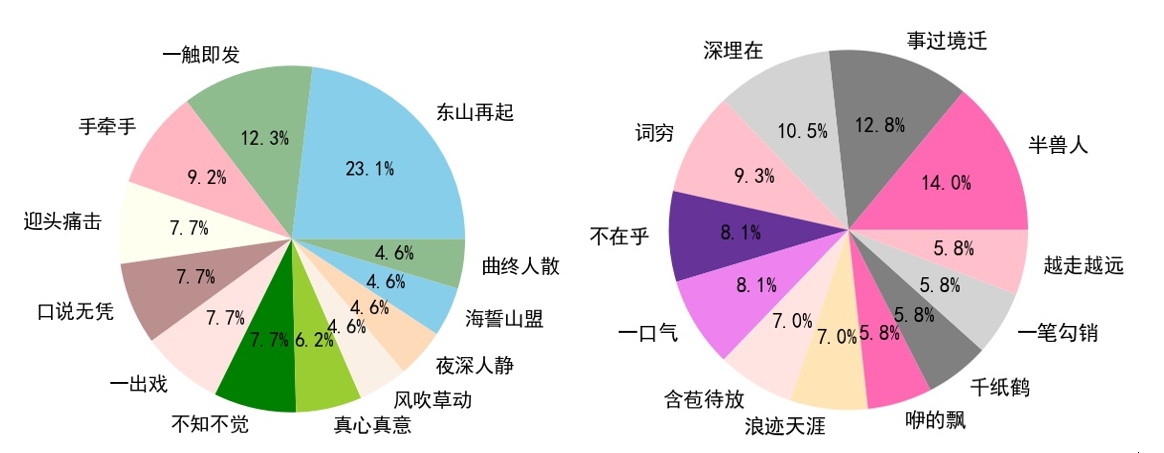 东山再起
23.1%
一触即发
12.3%
手牵手
9.2%
迎头痛击
7.7%
口说无凭
7.7%
一出戏
7.7%
不知不觉
7.7%
真心真意
6.2%
风吹草动
4.6%
夜深人静
4.6%
海誓山盟
4.6%
曲终人散
4.6%
半兽人
14.0%
事过境迁
12.8%
深埋在
10.5%
词穷
9.3%
不在乎
8.1%
一口气
8.1%
含苞待放
7.0%
浪迹天涯
7.0%
咿的飘
5.8%
千纸鹤
5.8%
一笔勾销
5.8%
越走越远
5.8%